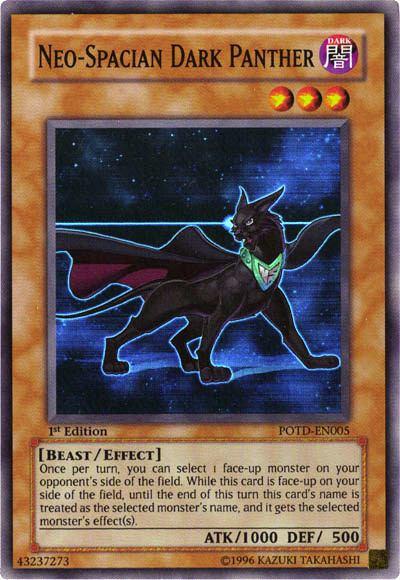 NEO-SPACIAN DARK PANTHER
DARK
闇
1st Edition
POTD-EN005
[BEAST/EFFECT]
Once per turn, you can select 1 face-up monster on your
opponent's side of the field. While this card is face-up on your
side of the field, until the end of this turn this card's name is
treated as the selected monster's name, and it gets the selected
monster's effect(s).
ATK/1000 DEF/ 500
43237273
©1996 KAZUKI TAKAHASHI